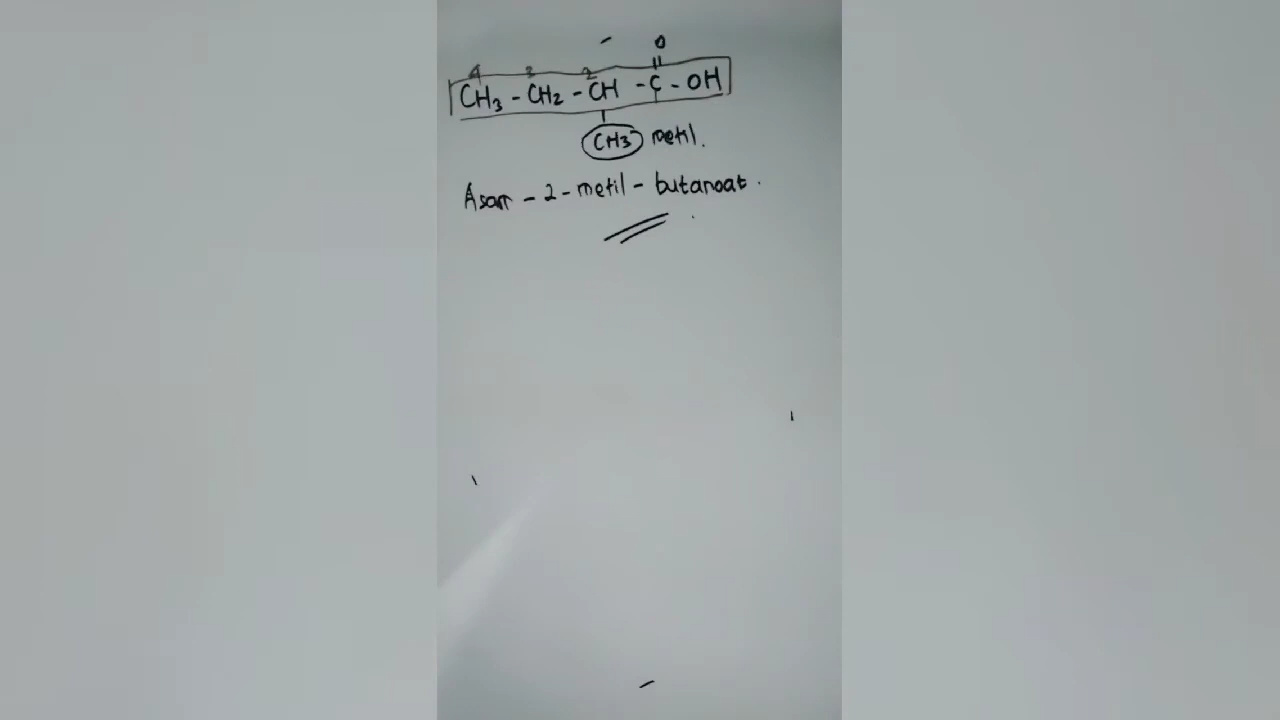 O
4 3 2
CH₃ - CH₂ - CH - C - OH
CH₃ metil.
Asam - 2 - metil - butanoat.